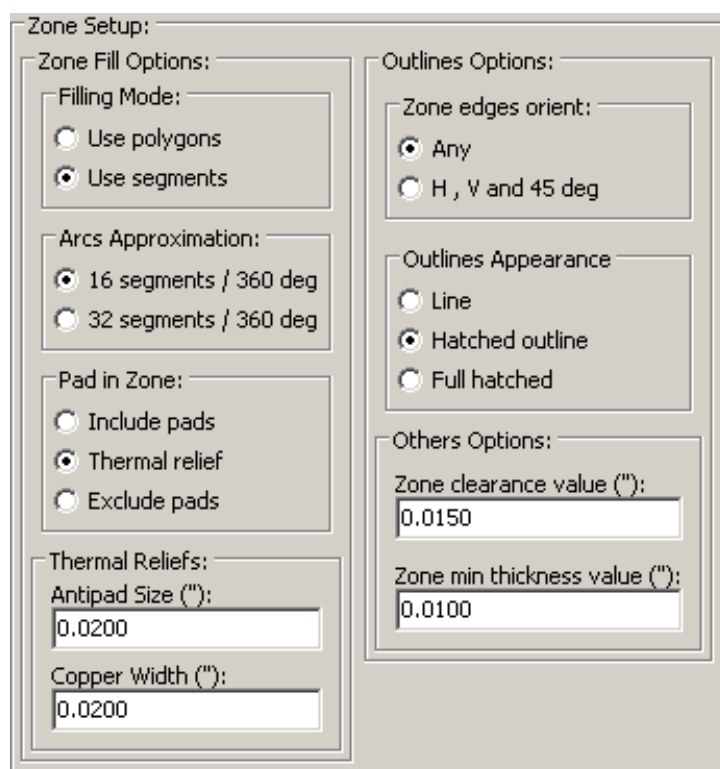 Zone Setup:
Zone Fill Options:
Filling Mode:
Use polygons
Use segments
Arcs Approximation:
16 segments / 360 deg
32 segments / 360 deg
Pad in Zone:
Include pads
Thermal relief
Exclude pads
Thermal Reliefs:
Antipad Size ("):
0.0200
Copper Width ("):
0.0200
Outlines Options:
Zone edges orient:
Any
H , V and 45 deg
Outlines Appearance
Line
Hatched outline
Full hatched
Others Options:
Zone clearance value ("):
0.0150
Zone min thickness value ("):
0.0100